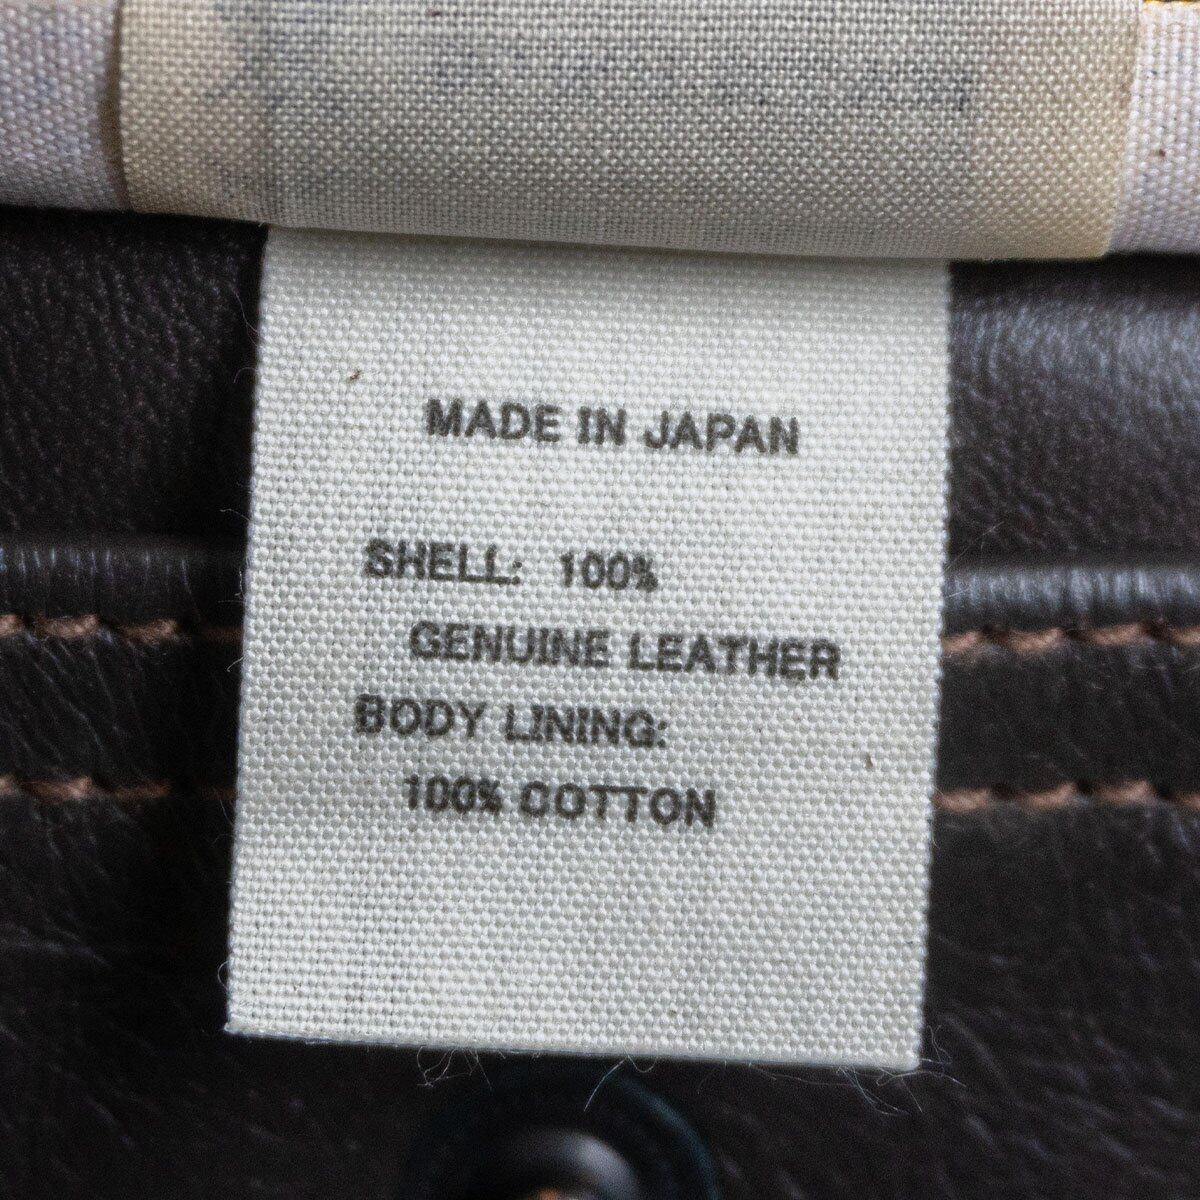 MADE IN JAPAN
SHELL: 100%
GENUINE LEATHER
BODY LINING:
100% COTTON